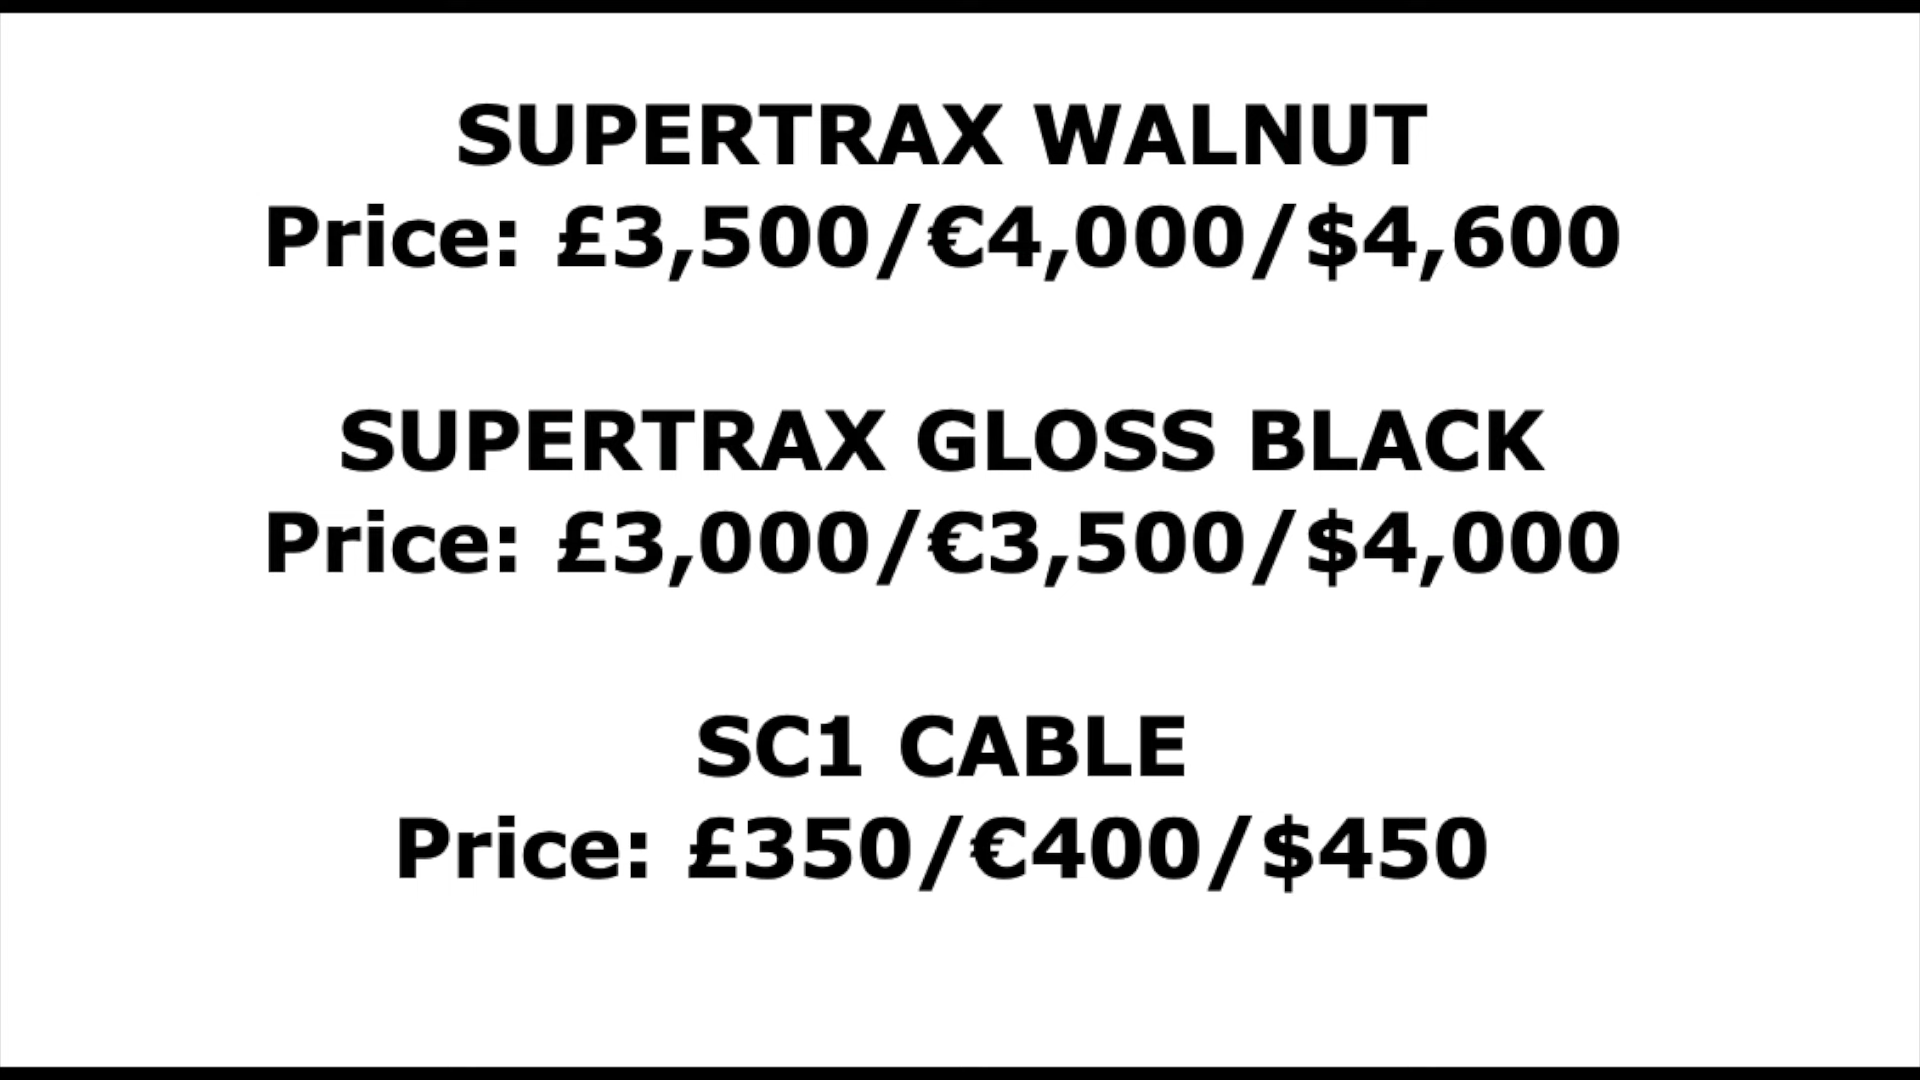 SUPERTRAX WALNUT
Price: £3,500/€4,000/$4,600
SUPERTRAX GLOSS BLACK
Price: £3,000/€3,500/$4,000
SC1 CABLE
Price: £350/€400/$450